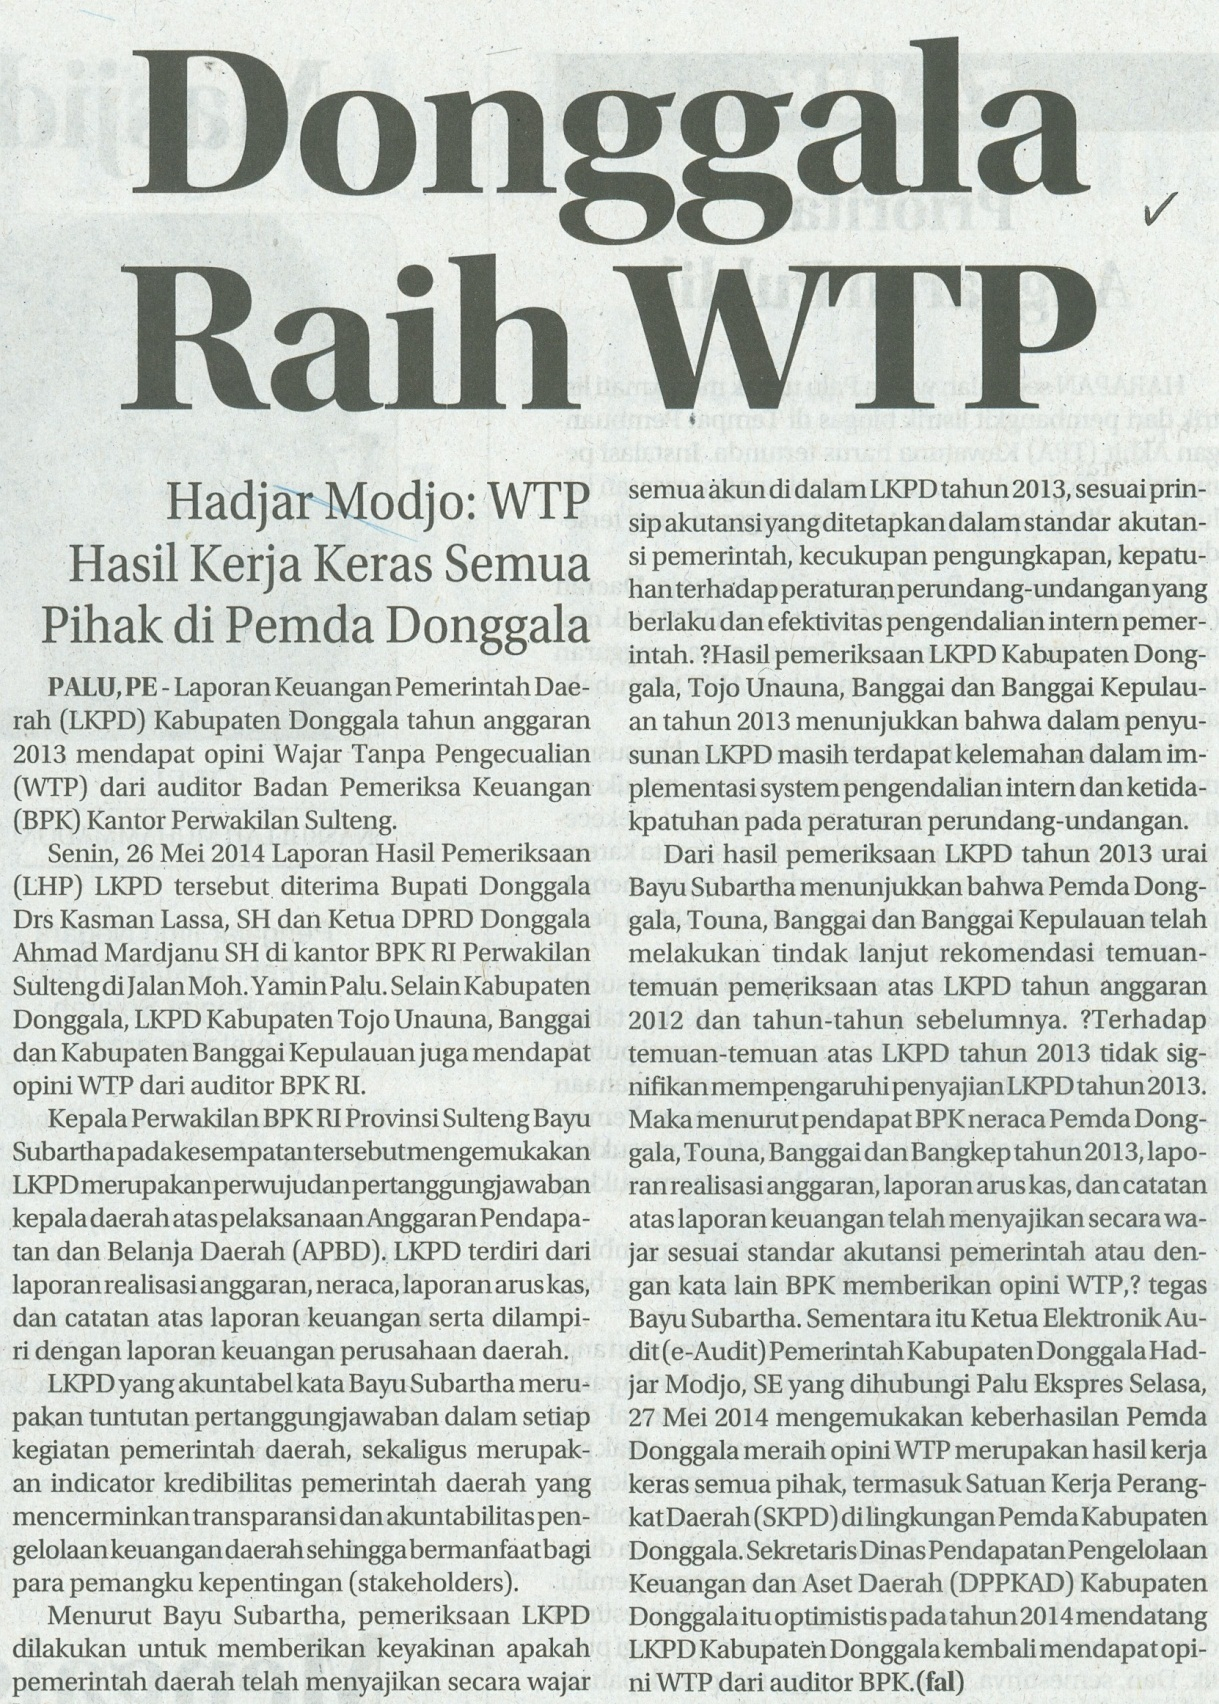 Donggala
Raih WTP
Hadjar Modjo: WTP
Hasil Kerja Keras Semua
Pihak di Pemda Donggala
PALU, PE - Laporan Keuangan Pemerintah Dae-
rah (LKPD) Kabupaten Donggala tahun anggaran
2013 mendapat opini Wajar Tanpa Pengecualian
(WTP) dari auditor Badan Pemeriksa Keuangan
(BPK) Kantor Perwakilan Sulteng.
Senin, 26 Mei 2014 Laporan Hasil Pemeriksaan
(LHP) LKPD tersebut diterima Bupati Donggala
Drs Kasman Lassa, SH dan Ketua DPRD Donggala
Ahmad Mardjanu SH di kantor BPK RI Perwakilan
Sulteng di Jalan Moh. Yamin Palu. Selain Kabupaten
Donggala, LKPD Kabupaten Tojo Unauna, Banggai
dan Kabupaten Banggai Kepulauan juga mendapat
opini WTP dari auditor BPK RI.
Kepala Perwakilan BPK RI Provinsi Sulteng Bayu
Subartha pada kesempatan tersebut mengemukakan
LKPD merupakan perwujudan pertanggungjawaban
kepala daerah atas pelaksanaan Anggaran Pendapa-
tan dan Belanja Daerah (APBD). LKPD terdiri dari
laporan realisasi anggaran, neraca, laporan arus kas,
dan catatan atas laporan keuangan serta dilampi-
ri dengan laporan keuangan perusahaan daerah.
LKPD yang akuntabel kata Bayu Subartha meru-
pakan tuntutan pertanggungjawaban dalam setiap
kegiatan pemerintah daerah, sekaligus merupak-
an indicator kredibilitas pemerintah daerah yang
mencerminkan transparansi dan akuntabilitas pen-
gelolaan keuangan daerah sehingga bermanfaat bagi
para pemangku kepentingan (stakeholders).
Menurut Bayu Subartha, pemeriksaan LKPD
dilakukan untuk memberikan keyakinan apakah
pemerintah daerah telah menyajikan secara wajar
semua akun di dalam LKPD tahun 2013, sesuai prin-
sip akutansi yang ditetapkan dalam standar akutan-
si pemerintah, kecukupan pengungkapan, kepatu-
han terhadap peraturan perundang-undangan yang
berlaku dan efektivitas pengendalian intern pemer-
intah. ?Hasil pemeriksaan LKPD Kabupaten Dong-
gala, Tojo Unauna, Banggai dan Banggai Kepulau-
an tahun 2013 menunjukkan bahwa dalam penyu-
sunan LKPD masih terdapat kelemahan dalam im-
plementasi system pengendalian intern dan ketida-
kpatuhan pada peraturan perundang-undangan.
Dari hasil pemeriksaan LKPD tahun 2013 urai
Bayu Subartha menunjukkan bahwa Pemda Dong-
gala, Touna, Banggai dan Banggai Kepulauan telah
melakukan tindak lanjut rekomendasi temuan-
temuan pemeriksaan atas LKPD tahun anggaran
2012 dan tahun-tahun sebelumnya. ?Terhadap
temuan-temuan atas LKPD tahun 2013 tidak sig-
nifikan mempengaruhi penyajian LKPD tahun 2013.
Maka menurut pendapat BPK neraca Pemda Dong-
gala, Touna, Banggai dan Bangkep tahun 2013, lapo-
ran realisasi anggaran, laporan arus kas, dan catatan
atas laporan keuangan telah menyajikan secara wa-
jar sesuai standar akutansi pemerintah atau den-
gan kata lain BPK memberikan opini WTP,? tegas
Bayu Subartha. Sementara itu Ketua Elektronik Au-
dit (e-Audit) Pemerintah Kabupaten Donggala Had-
jar Modjo, SE yang dihubungi Palu Ekspres Selasa,
27 Mei 2014 mengemukakan keberhasilan Pemda
Donggala meraih opini WTP merupakan hasil kerja
keras semua pihak, termasuk Satuan Kerja Perang-
kat Daerah (SKPD) di lingkungan Pemda Kabupaten
Donggala. Sekretaris Dinas Pendapatan Pengelolaan
Keuangan dan Aset Daerah (DPPKAD) Kabupaten
Donggala itu optimistis pada tahun 2014 mendatang
LKPD Kabupaten Donggala kembali mendapat opi-
ni WTP dari auditor BPK.(fal)